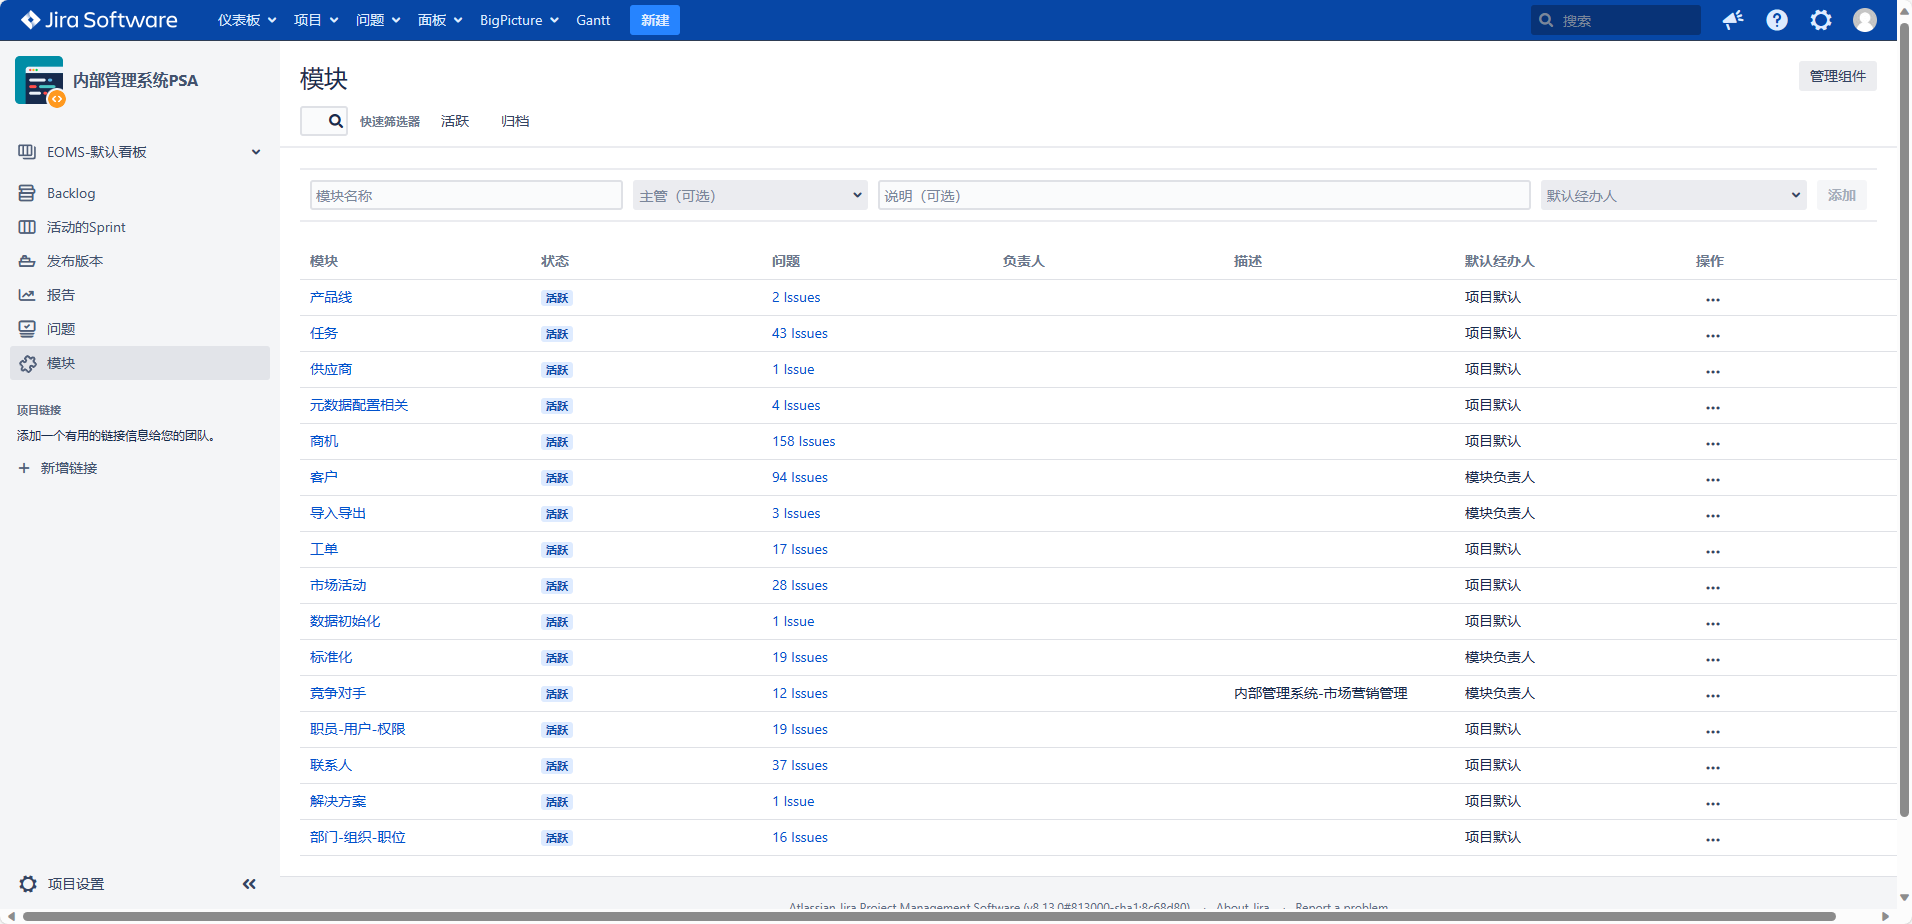 Jira Software 仪表板 项目 问题 面板 BigPicture Gantt 新建 搜索
内部管理系统PSA
EOMS-默认看板
Backlog
活动的Sprint
发布版本
报告
问题
模块
项目链接
添加一个有用的链接信息给您的团队。
新增链接
项目设置
模块 管理组件
快速筛选器 活跃 归档
模块名称 主管（可选） 说明（可选） 默认经办人 添加
模块 状态 问题 负责人 描述 默认经办人 操作
产品线 活跃 2 Issues 项目默认
任务 活跃 43 Issues 项目默认
供应商 活跃 1 Issue 项目默认
元数据配置相关 活跃 4 Issues 项目默认
商机 活跃 158 Issues 项目默认
客户 活跃 94 Issues 模块负责人
导入导出 活跃 3 Issues 模块负责人
工单 活跃 17 Issues 项目默认
市场活动 活跃 28 Issues 项目默认
数据初始化 活跃 1 Issue 项目默认
标准化 活跃 19 Issues 模块负责人
竞争对手 活跃 12 Issues 内部管理系统-市场营销管理 模块负责人
职员-用户-权限 活跃 19 Issues 项目默认
联系人 活跃 37 Issues 项目默认
解决方案 活跃 1 Issue 项目默认
部门-组织-职位 活跃 16 Issues 项目默认
Atlassian Jira Project Management Software (v8.13.0#813000-sha1:8c68d80) · About Jira · Report a problem